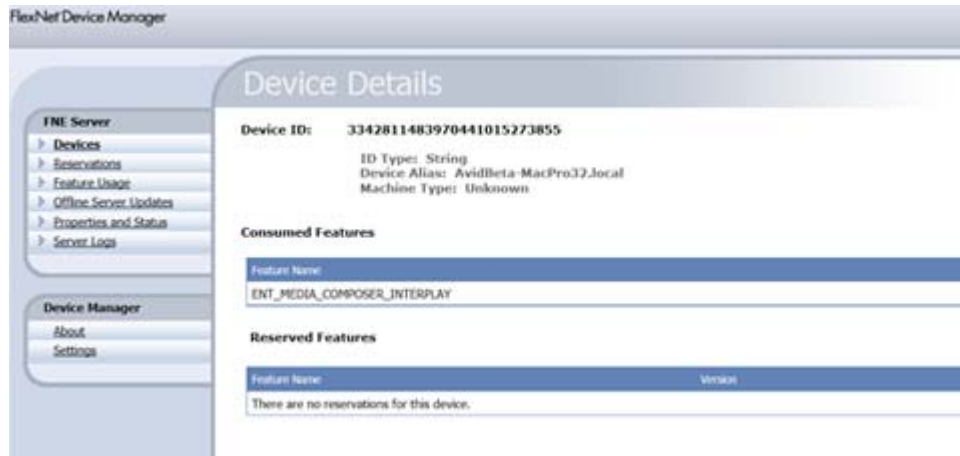 FlexNet Device Manager
Device Details
FNE Server
Devices
Reservations
Feature Usage
Offline Server Updates
Properties and Status
Server Logs
Device Manager
About
Settings
Device ID: 3342811483970441015273855
ID Type: String
Device Alias: AvidBeta-MacPro32.local
Machine Type: Unknown
Consumed Features
Feature Name
ENT_MEDIA_COMPOSER_INTERPLAY
Reserved Features
Feature Name Version
There are no reservations for this device.